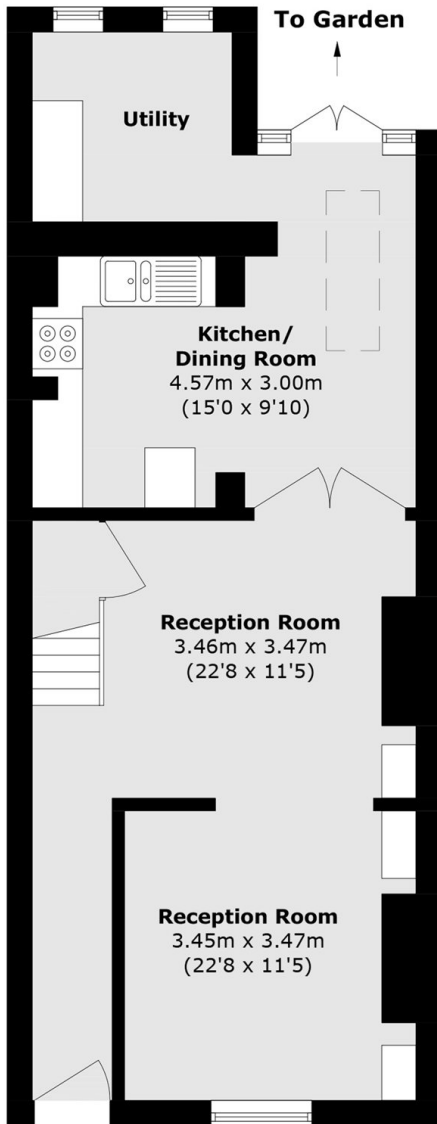 To Garden
Utility
Kitchen/
Dining Room
4.57m x 3.00m
(15'0 x 9'10)
Reception Room
3.46m x 3.47m
(22'8 x 11'5)
Reception Room
3.45m x 3.47m
(22'8 x 11'5)